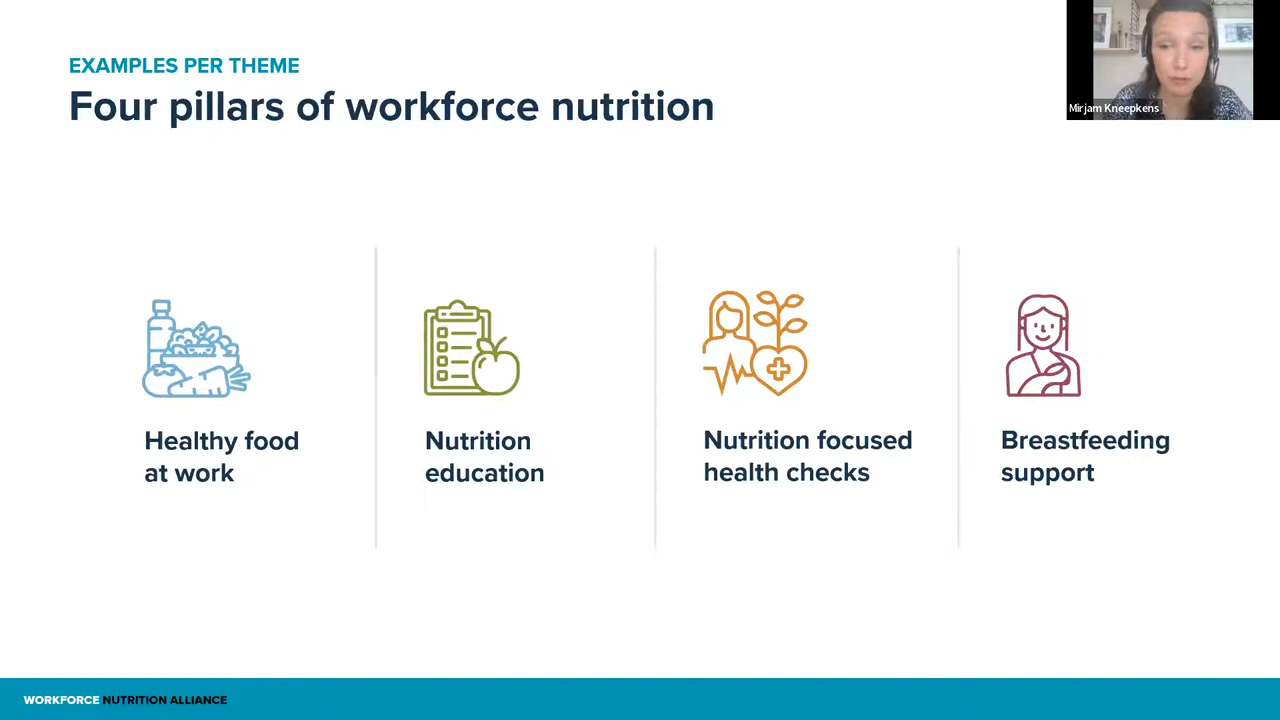 EXAMPLES PER THEME
Four pillars of workforce nutrition
Mirjam Kneepkens
Healthy food
at work
Nutrition
education
Nutrition focused
health checks
Breastfeeding
support
WORKFORCE NUTRITION ALLIANCE